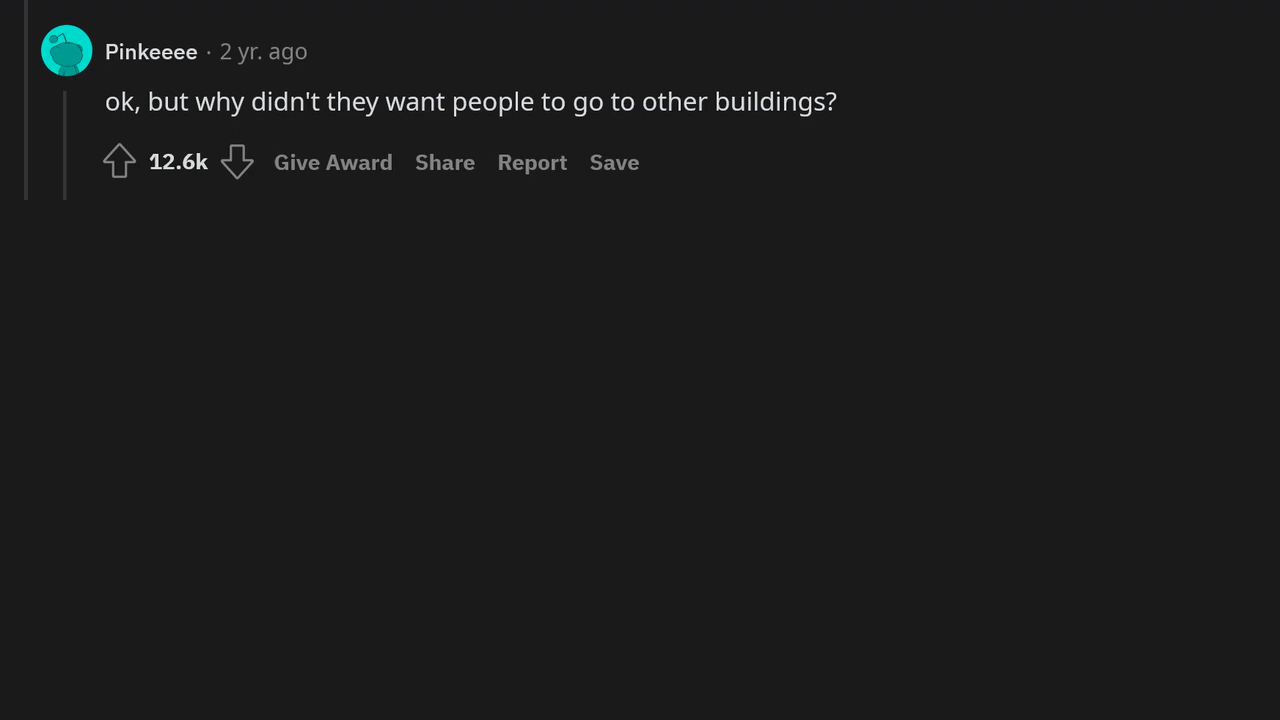 Pinkeeee · 2 yr. ago
ok, but why didn't they want people to go to other buildings?
12.6k Give Award Share Report Save